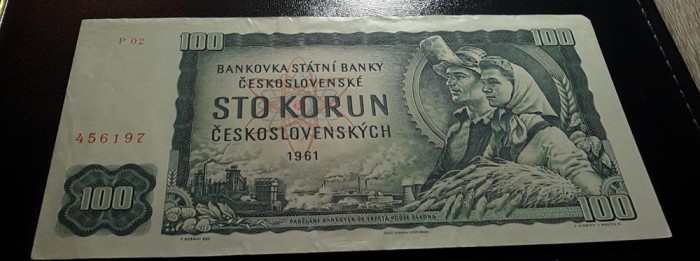 P 02
100
100
BANKOVKA STÁTNÍ BANKY
ČESKOSLOVENSKÉ
STO KORUN
ČESKOSLOVENSKÝCH
1961
456197
100
100
PADĚLÁNÍ BANKOVEK SE TRESTÁ PODLE ZÁKONA